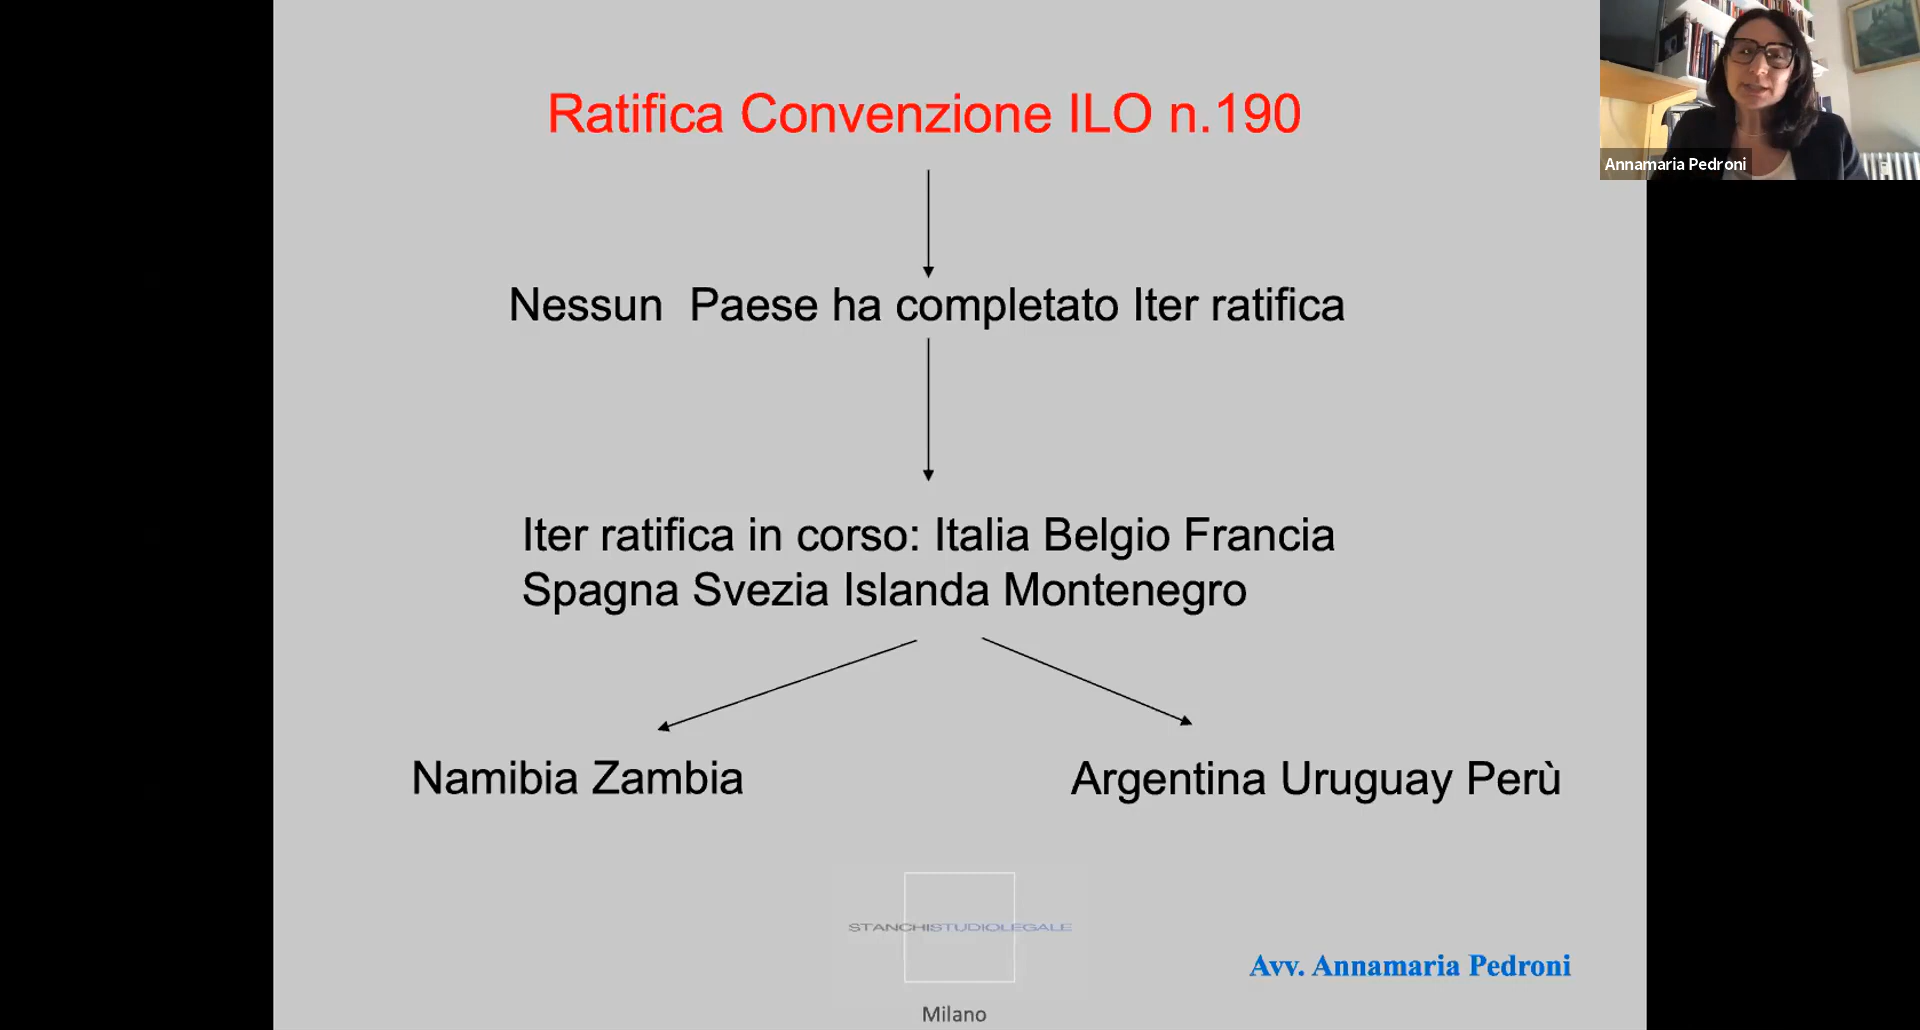 Ratifica Convenzione ILO n.190
Annamaria Pedroni
Nessun  Paese ha completato Iter ratifica
Iter ratifica in corso: Italia Belgio Francia
Spagna Svezia Islanda Montenegro
Namibia Zambia
Argentina Uruguay Perù
STANCHISTUDIOLEGALE
Avv. Annamaria Pedroni
Milano